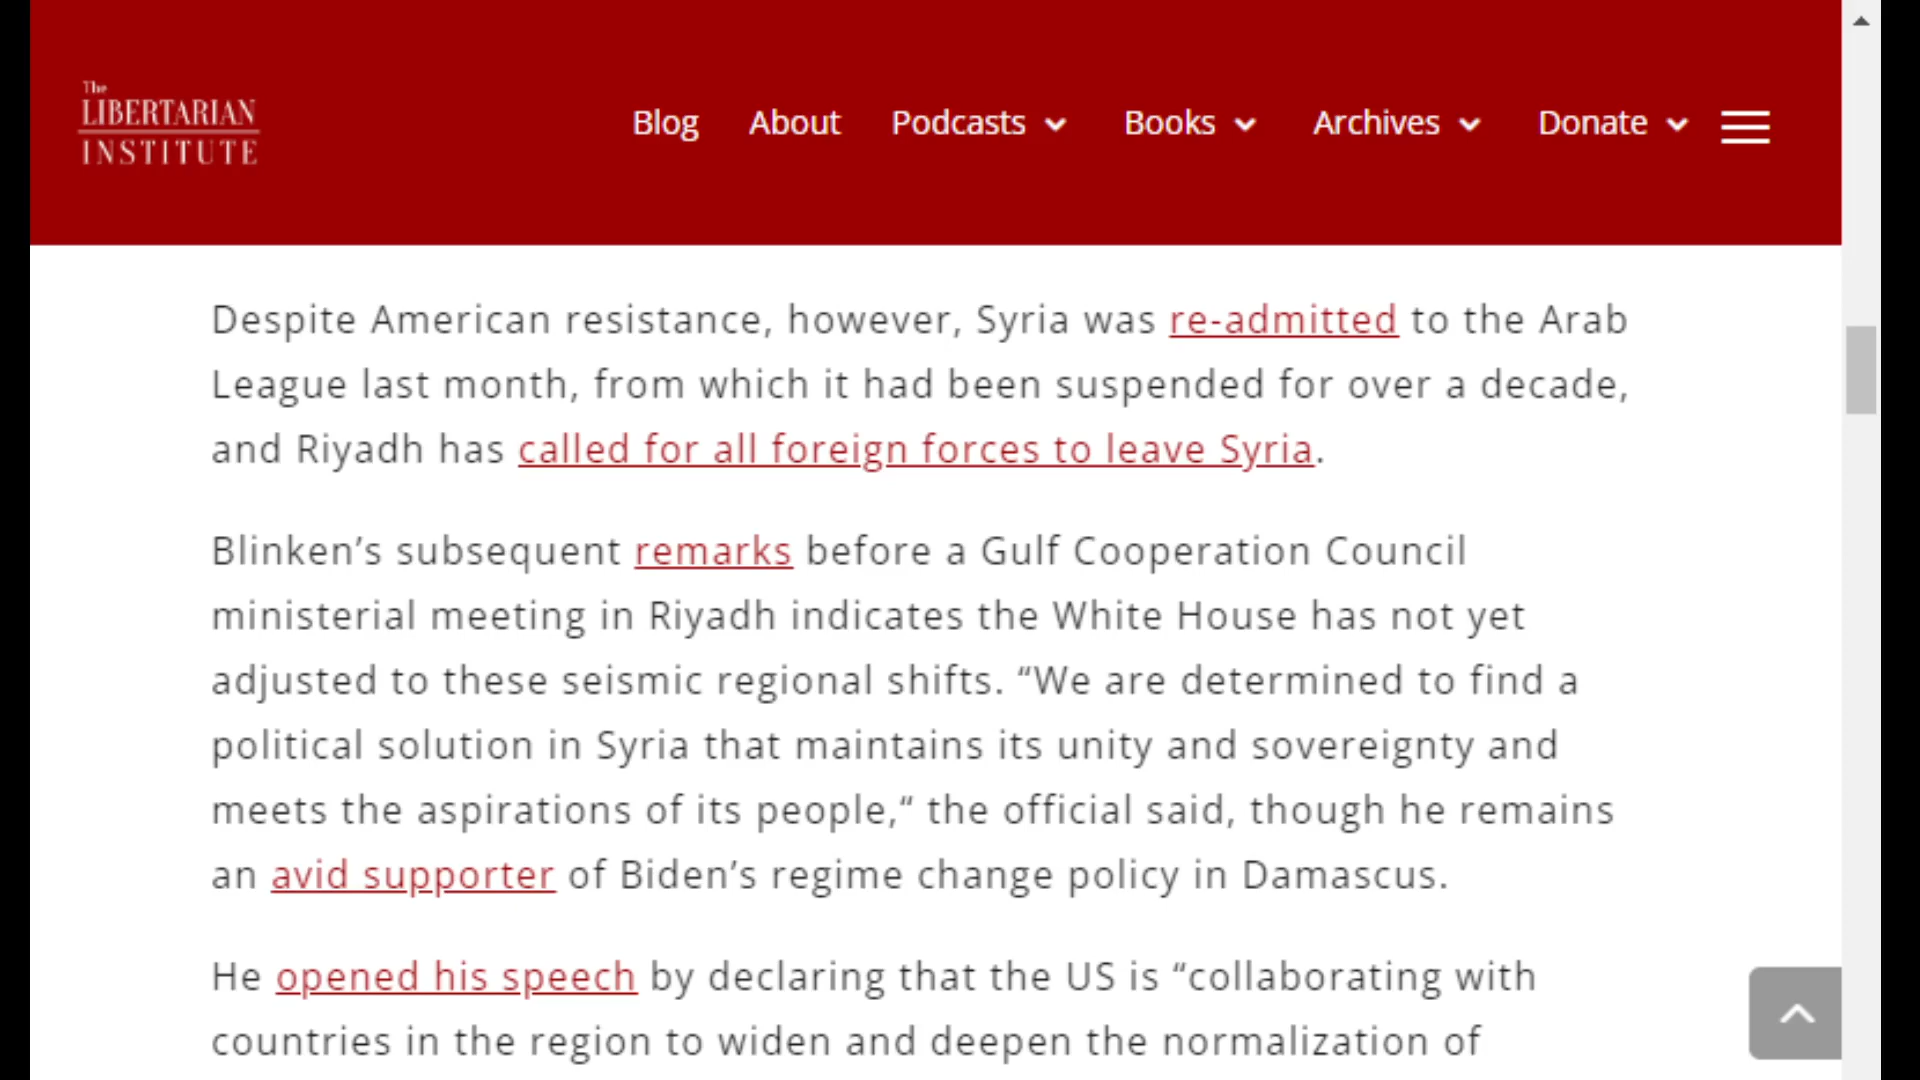 The
LIBERTARIAN
INSTITUTE
Blog About Podcasts Books Archives Donate
Despite American resistance, however, Syria was re-admitted to the Arab
League last month, from which it had been suspended for over a decade,
and Riyadh has called for all foreign forces to leave Syria.
Blinken’s subsequent remarks before a Gulf Cooperation Council
ministerial meeting in Riyadh indicates the White House has not yet
adjusted to these seismic regional shifts. “We are determined to find a
political solution in Syria that maintains its unity and sovereignty and
meets the aspirations of its people,“ the official said, though he remains
an avid supporter of Biden’s regime change policy in Damascus.
He opened his speech by declaring that the US is “collaborating with
countries in the region to widen and deepen the normalization of